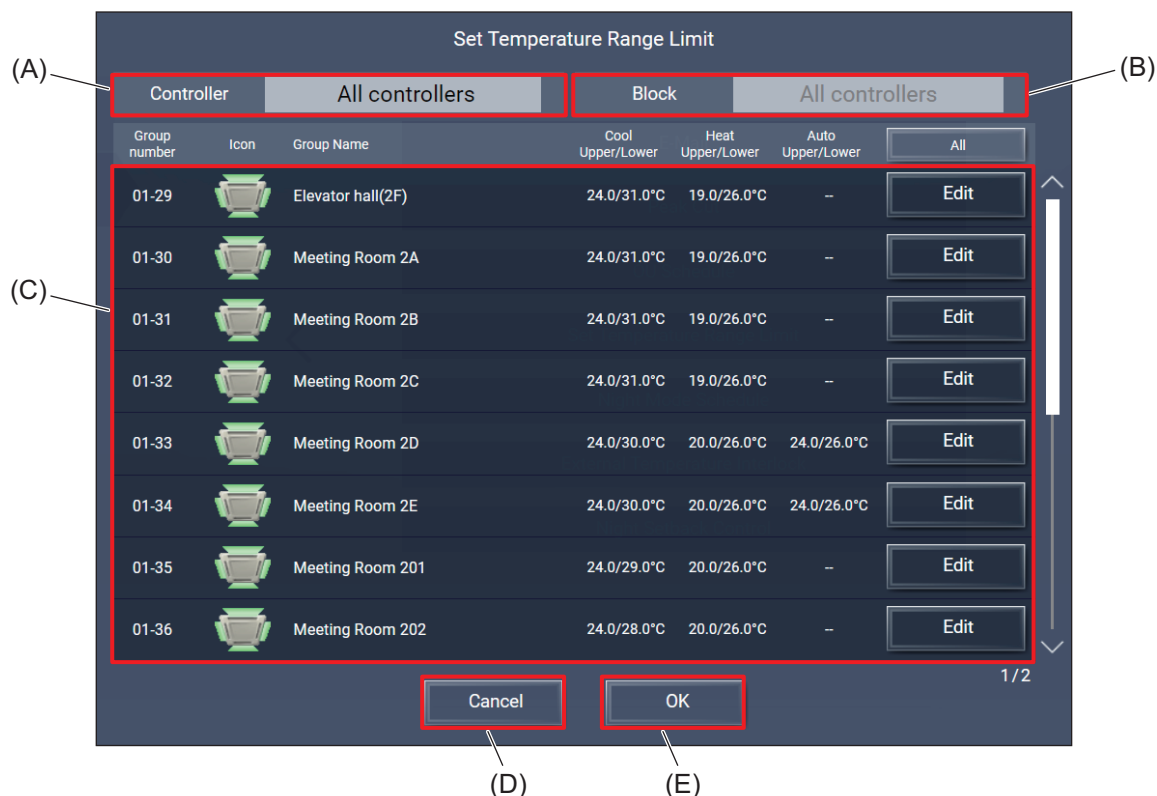 Set Temperature Range Limit
(A)
(B)
Controller All controllers Block All controllers
Group number Icon Group Name Cool Upper/Lower Heat Upper/Lower Auto Upper/Lower All
01-29 Elevator hall(2F) 24.0/31.0°C 19.0/26.0°C -- Edit
01-30 Meeting Room 2A 24.0/31.0°C 19.0/26.0°C -- Edit
(C)
01-31 Meeting Room 2B 24.0/31.0°C 19.0/26.0°C -- Edit
01-32 Meeting Room 2C 24.0/31.0°C 19.0/26.0°C -- Edit
01-33 Meeting Room 2D 24.0/30.0°C 20.0/26.0°C 24.0/26.0°C Edit
01-34 Meeting Room 2E 24.0/30.0°C 20.0/26.0°C 24.0/26.0°C Edit
01-35 Meeting Room 201 24.0/29.0°C 20.0/26.0°C -- Edit
01-36 Meeting Room 202 24.0/28.0°C 20.0/26.0°C -- Edit
1/2
Cancel OK
(D) (E)